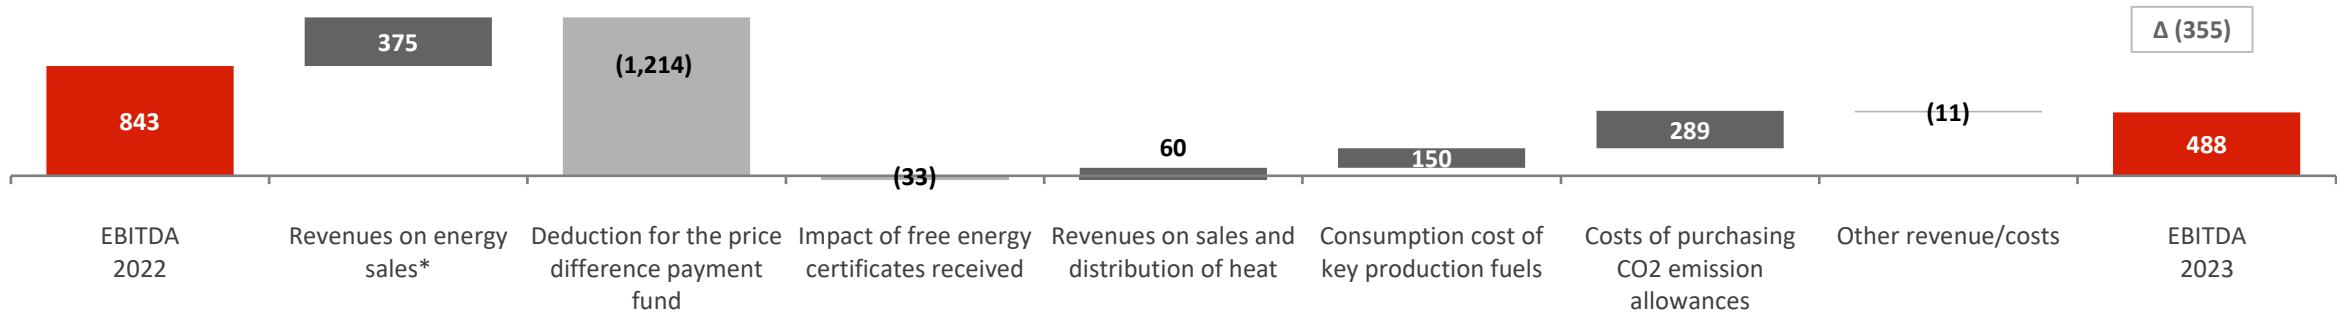 Δ (355)
375
(1,214)
843
(33)
60
150
289
(11)
488
EBITDA
2022
Revenues on energy
sales*
Deduction for the price
difference payment
fund
Impact of free energy
certificates received
Revenues on sales and
distribution of heat
Consumption cost of
key production fuels
Costs of purchasing
CO2 emission
allowances
Other revenue/costs
EBITDA
2023